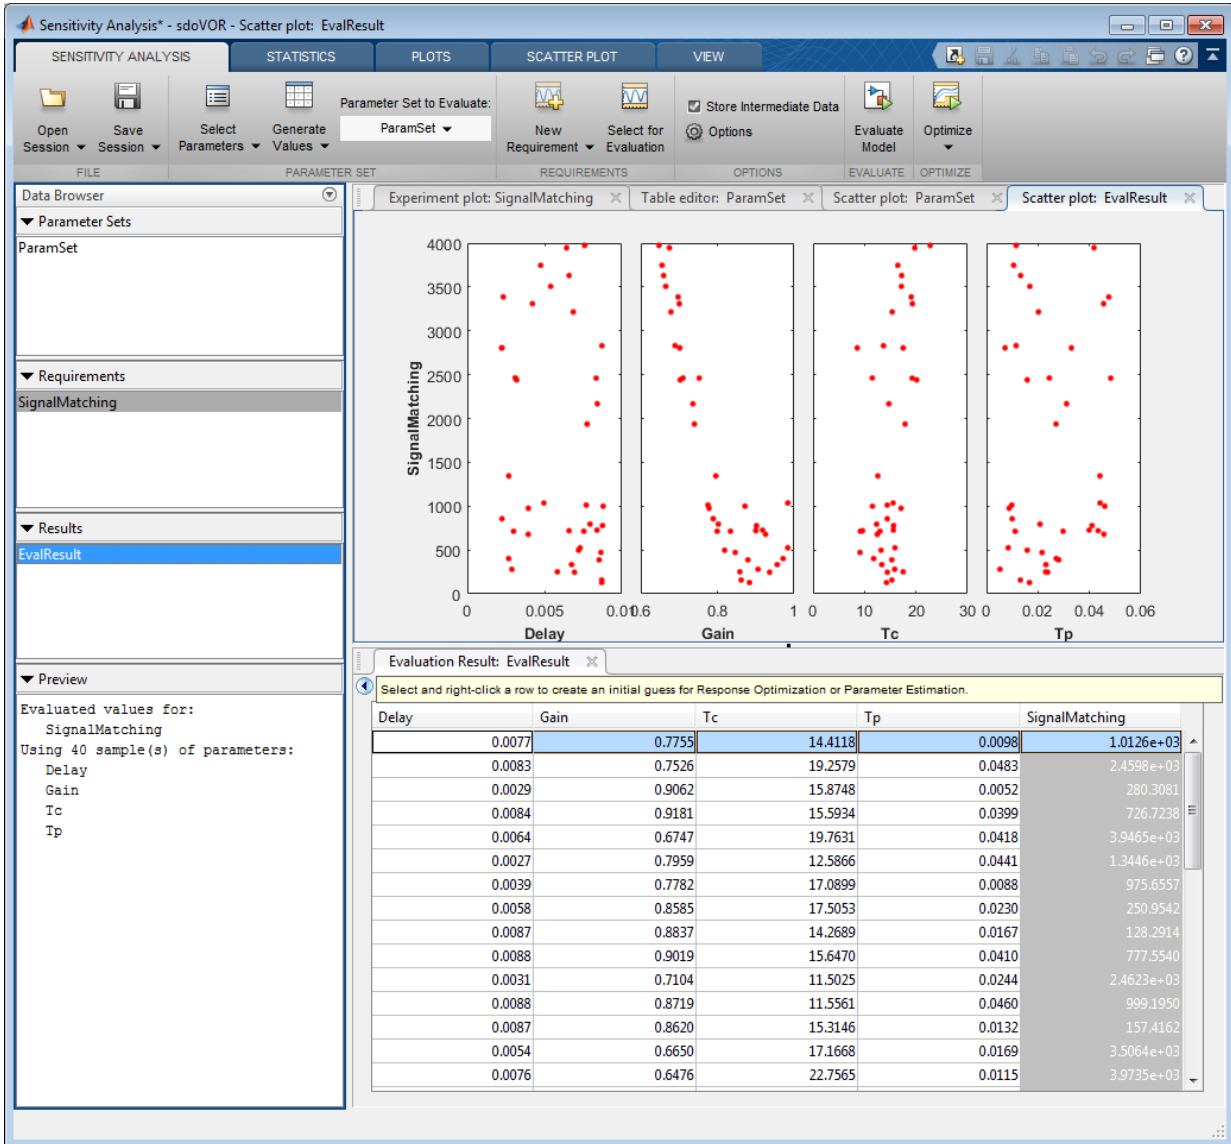 Sensitivity Analysis* - sdoVOR - Scatter plot: EvalResult
SENSITIVITY ANALYSIS STATISTICS PLOTS SCATTER PLOT VIEW
Open Session Save Session Select Parameters Generate Values Parameter Set to Evaluate: ParamSet New Requirement Select for Evaluation Store Intermediate Data Options Evaluate Model Optimize
FILE PARAMETER SET REQUIREMENTS OPTIONS EVALUATE OPTIMIZE
Data Browser
Parameter Sets
ParamSet
Requirements
SignalMatching
Results
EvalResult
Preview
Evaluated values for:
SignalMatching
Using 40 sample(s) of parameters:
Delay
Gain
Tc
Tp
Experiment plot: SignalMatching Table editor: ParamSet Scatter plot: ParamSet Scatter plot: EvalResult
SignalMatching
4000
3500
3000
2500
2000
1500
1000
500
0
0 0.005 0.01 0.6 0.8 1 0 10 20 30 0 0.02 0.04 0.06
Delay Gain Tc Tp
Evaluation Result: EvalResult
Select and right-click a row to create an initial guess for Response Optimization or Parameter Estimation.
Delay Gain Tc Tp SignalMatching
0.0077 0.7755 14.4118 0.0098 1.0126e+03
0.0083 0.7526 19.2579 0.0483 2.4598e+03
0.0029 0.9062 15.8748 0.0052 280.3081
0.0084 0.9181 15.5934 0.0399 726.7238
0.0064 0.6747 19.7631 0.0418 3.9465e+03
0.0027 0.7959 12.5866 0.0441 1.3446e+03
0.0039 0.7782 17.0899 0.0088 975.6557
0.0058 0.8585 17.5053 0.0230 250.9542
0.0087 0.8837 14.2689 0.0167 128.2914
0.0088 0.9019 15.6470 0.0410 777.5540
0.0031 0.7104 11.5025 0.0244 2.4623e+03
0.0088 0.8719 11.5561 0.0460 999.1950
0.0087 0.8620 15.3146 0.0132 157.4162
0.0054 0.6650 17.1668 0.0169 3.5064e+03
0.0076 0.6476 22.7565 0.0115 3.9735e+03